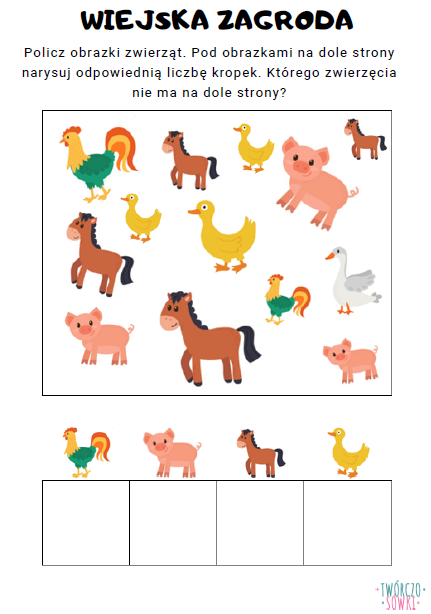 WIEJSKA ZAGRODA
Policz obrazki zwierząt. Pod obrazkami na dole strony
narysuj odpowiednią liczbę kropek. Którego zwierzęcia
nie ma na dole strony?
TWÓRCZO
SÓWKI